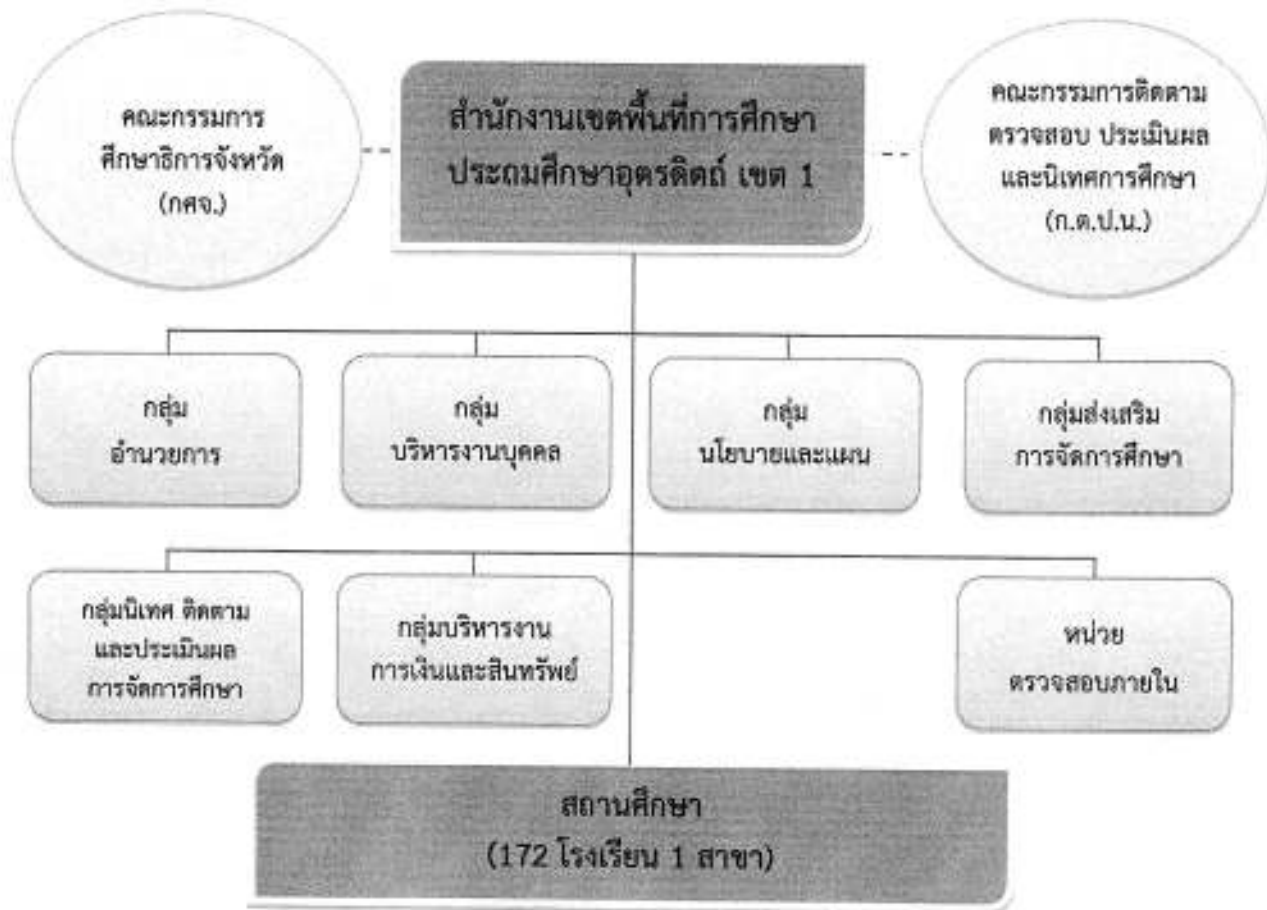 คณะกรรมการ
ศึกษาธิการจังหวัด
(กศจ.)
สำนักงานเขตพื้นที่การศึกษา
ประถมศึกษาอุตรดิตถ์ เขต 1
คณะกรรมการติดตาม
ตรวจสอบ ประเมินผล
และนิเทศการศึกษา
(ก.ต.ป.น.)
กลุ่ม
อำนวยการ
กลุ่ม
บริหารงานบุคคล
กลุ่ม
นโยบายและแผน
กลุ่มส่งเสริม
การจัดการศึกษา
กลุ่มนิเทศ ติดตาม
และประเมินผล
การจัดการศึกษา
กลุ่มบริหารงาน
การเงินและสินทรัพย์
หน่วย
ตรวจสอบภายใน
สถานศึกษา
(172 โรงเรียน 1 สาขา)